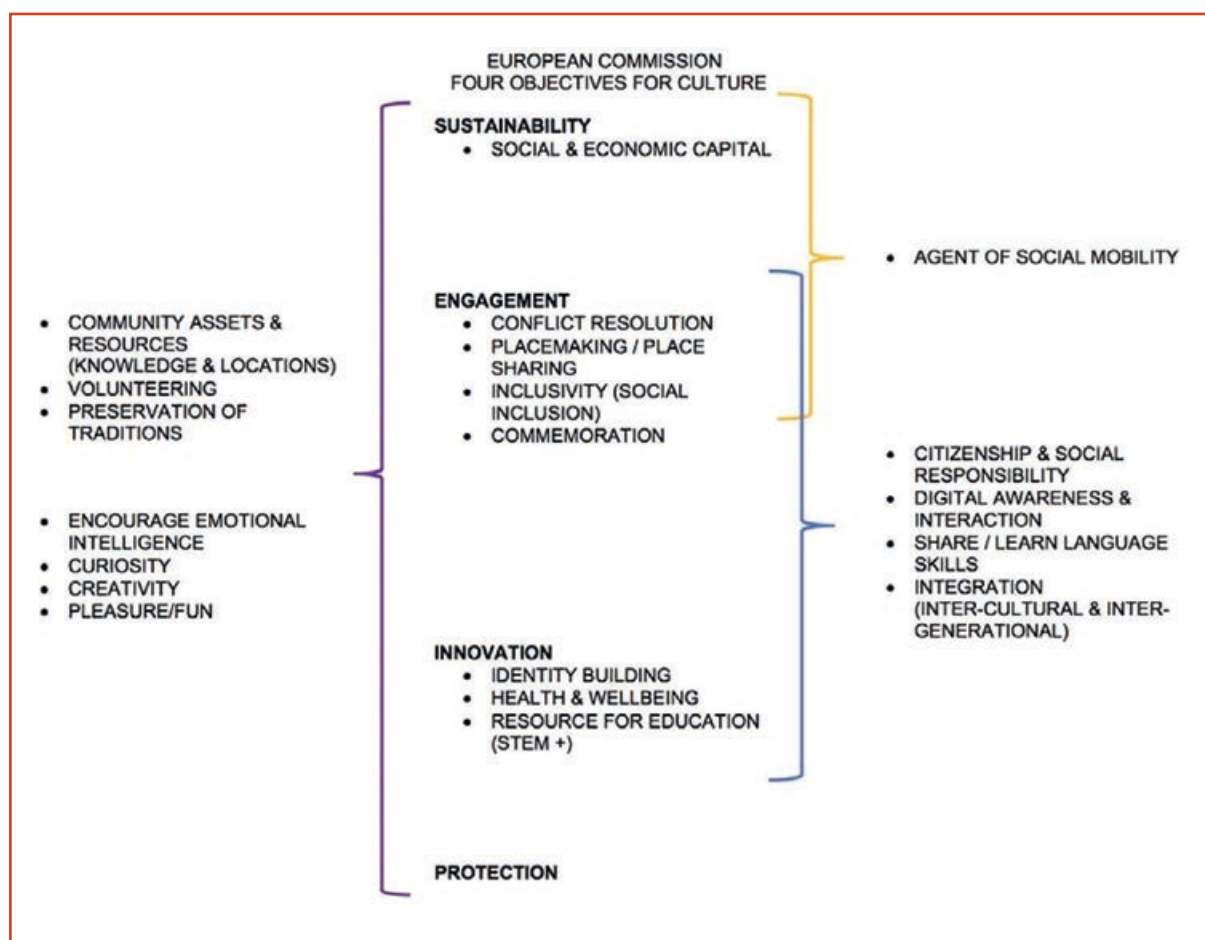 EUROPEAN COMMISSION
FOUR OBJECTIVES FOR CULTURE
SUSTAINABILITY
• SOCIAL & ECONOMIC CAPITAL
ENGAGEMENT
• CONFLICT RESOLUTION
• PLACEMAKING / PLACE
SHARING
• INCLUSIVITY (SOCIAL
INCLUSION)
• COMMEMORATION
INNOVATION
• IDENTITY BUILDING
• HEALTH & WELLBEING
• RESOURCE FOR EDUCATION
(STEM +)
PROTECTION
• COMMUNITY ASSETS &
RESOURCES
(KNOWLEDGE & LOCATIONS)
• VOLUNTEERING
• PRESERVATION OF
TRADITIONS
• ENCOURAGE EMOTIONAL
INTELLIGENCE
• CURIOSITY
• CREATIVITY
• PLEASURE/FUN
• AGENT OF SOCIAL MOBILITY
• CITIZENSHIP & SOCIAL
RESPONSIBILITY
• DIGITAL AWARENESS &
INTERACTION
• SHARE / LEARN LANGUAGE
SKILLS
• INTEGRATION
(INTER-CULTURAL & INTER-
GENERATIONAL)